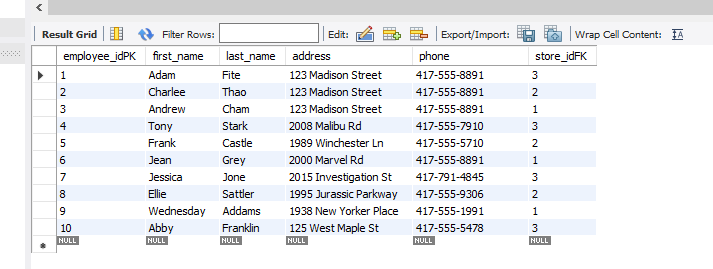 Result Grid Filter Rows: Edit: Export/Import: Wrap Cell Content:
employee_idPK first_name last_name address phone store_idFK
1 Adam Fite 123 Madison Street 417-555-8891 3
2 Charlee Thao 123 Madison Street 417-555-8891 2
3 Andrew Cham 123 Madison Street 417-555-8891 1
4 Tony Stark 2008 Malibu Rd 417-555-7910 3
5 Frank Castle 1989 Winchester Ln 417-555-5710 2
6 Jean Grey 2000 Marvel Rd 417-555-8891 1
7 Jessica Jone 2015 Investigation St 417-791-4845 3
8 Ellie Sattler 1995 Jurassic Parkway 417-555-9306 2
9 Wednesday Addams 1938 New Yorker Place 417-555-1991 1
10 Abby Franklin 125 West Maple St 417-555-5478 3
NULL NULL NULL NULL NULL NULL